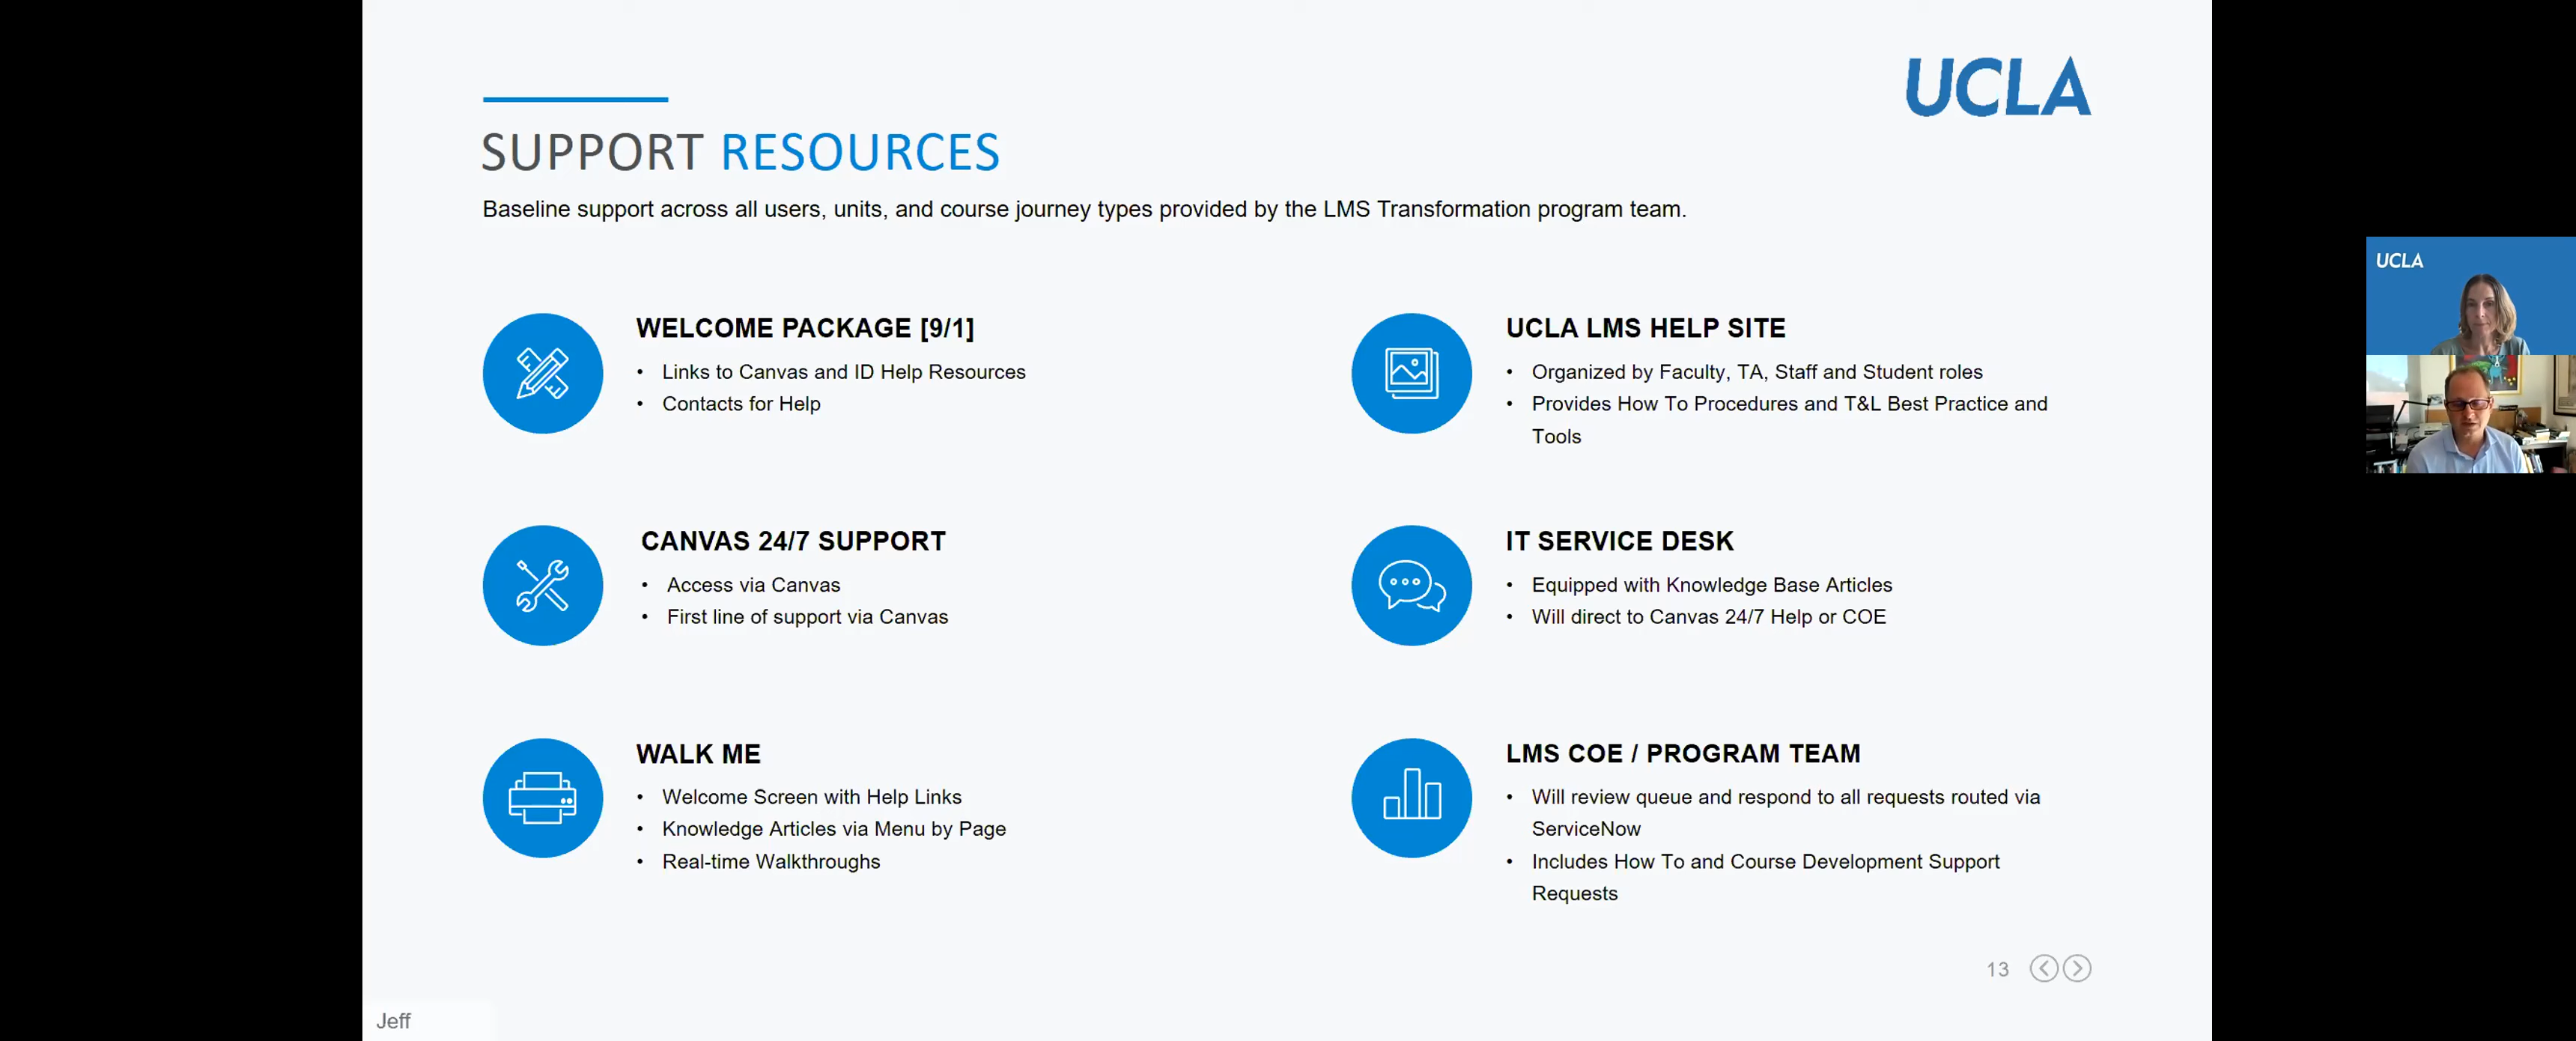 UCLA
SUPPORT RESOURCES
Baseline support across all users, units, and course journey types provided by the LMS Transformation program team.
WELCOME PACKAGE [9/1]
• Links to Canvas and ID Help Resources
• Contacts for Help
UCLA LMS HELP SITE
• Organized by Faculty, TA, Staff and Student roles
• Provides How To Procedures and T&L Best Practice and
Tools
CANVAS 24/7 SUPPORT
• Access via Canvas
• First line of support via Canvas
IT SERVICE DESK
• Equipped with Knowledge Base Articles
• Will direct to Canvas 24/7 Help or COE
WALK ME
• Welcome Screen with Help Links
• Knowledge Articles via Menu by Page
• Real-time Walkthroughs
LMS COE / PROGRAM TEAM
• Will review queue and respond to all requests routed via
ServiceNow
• Includes How To and Course Development Support
Requests
13
Jeff
UCLA